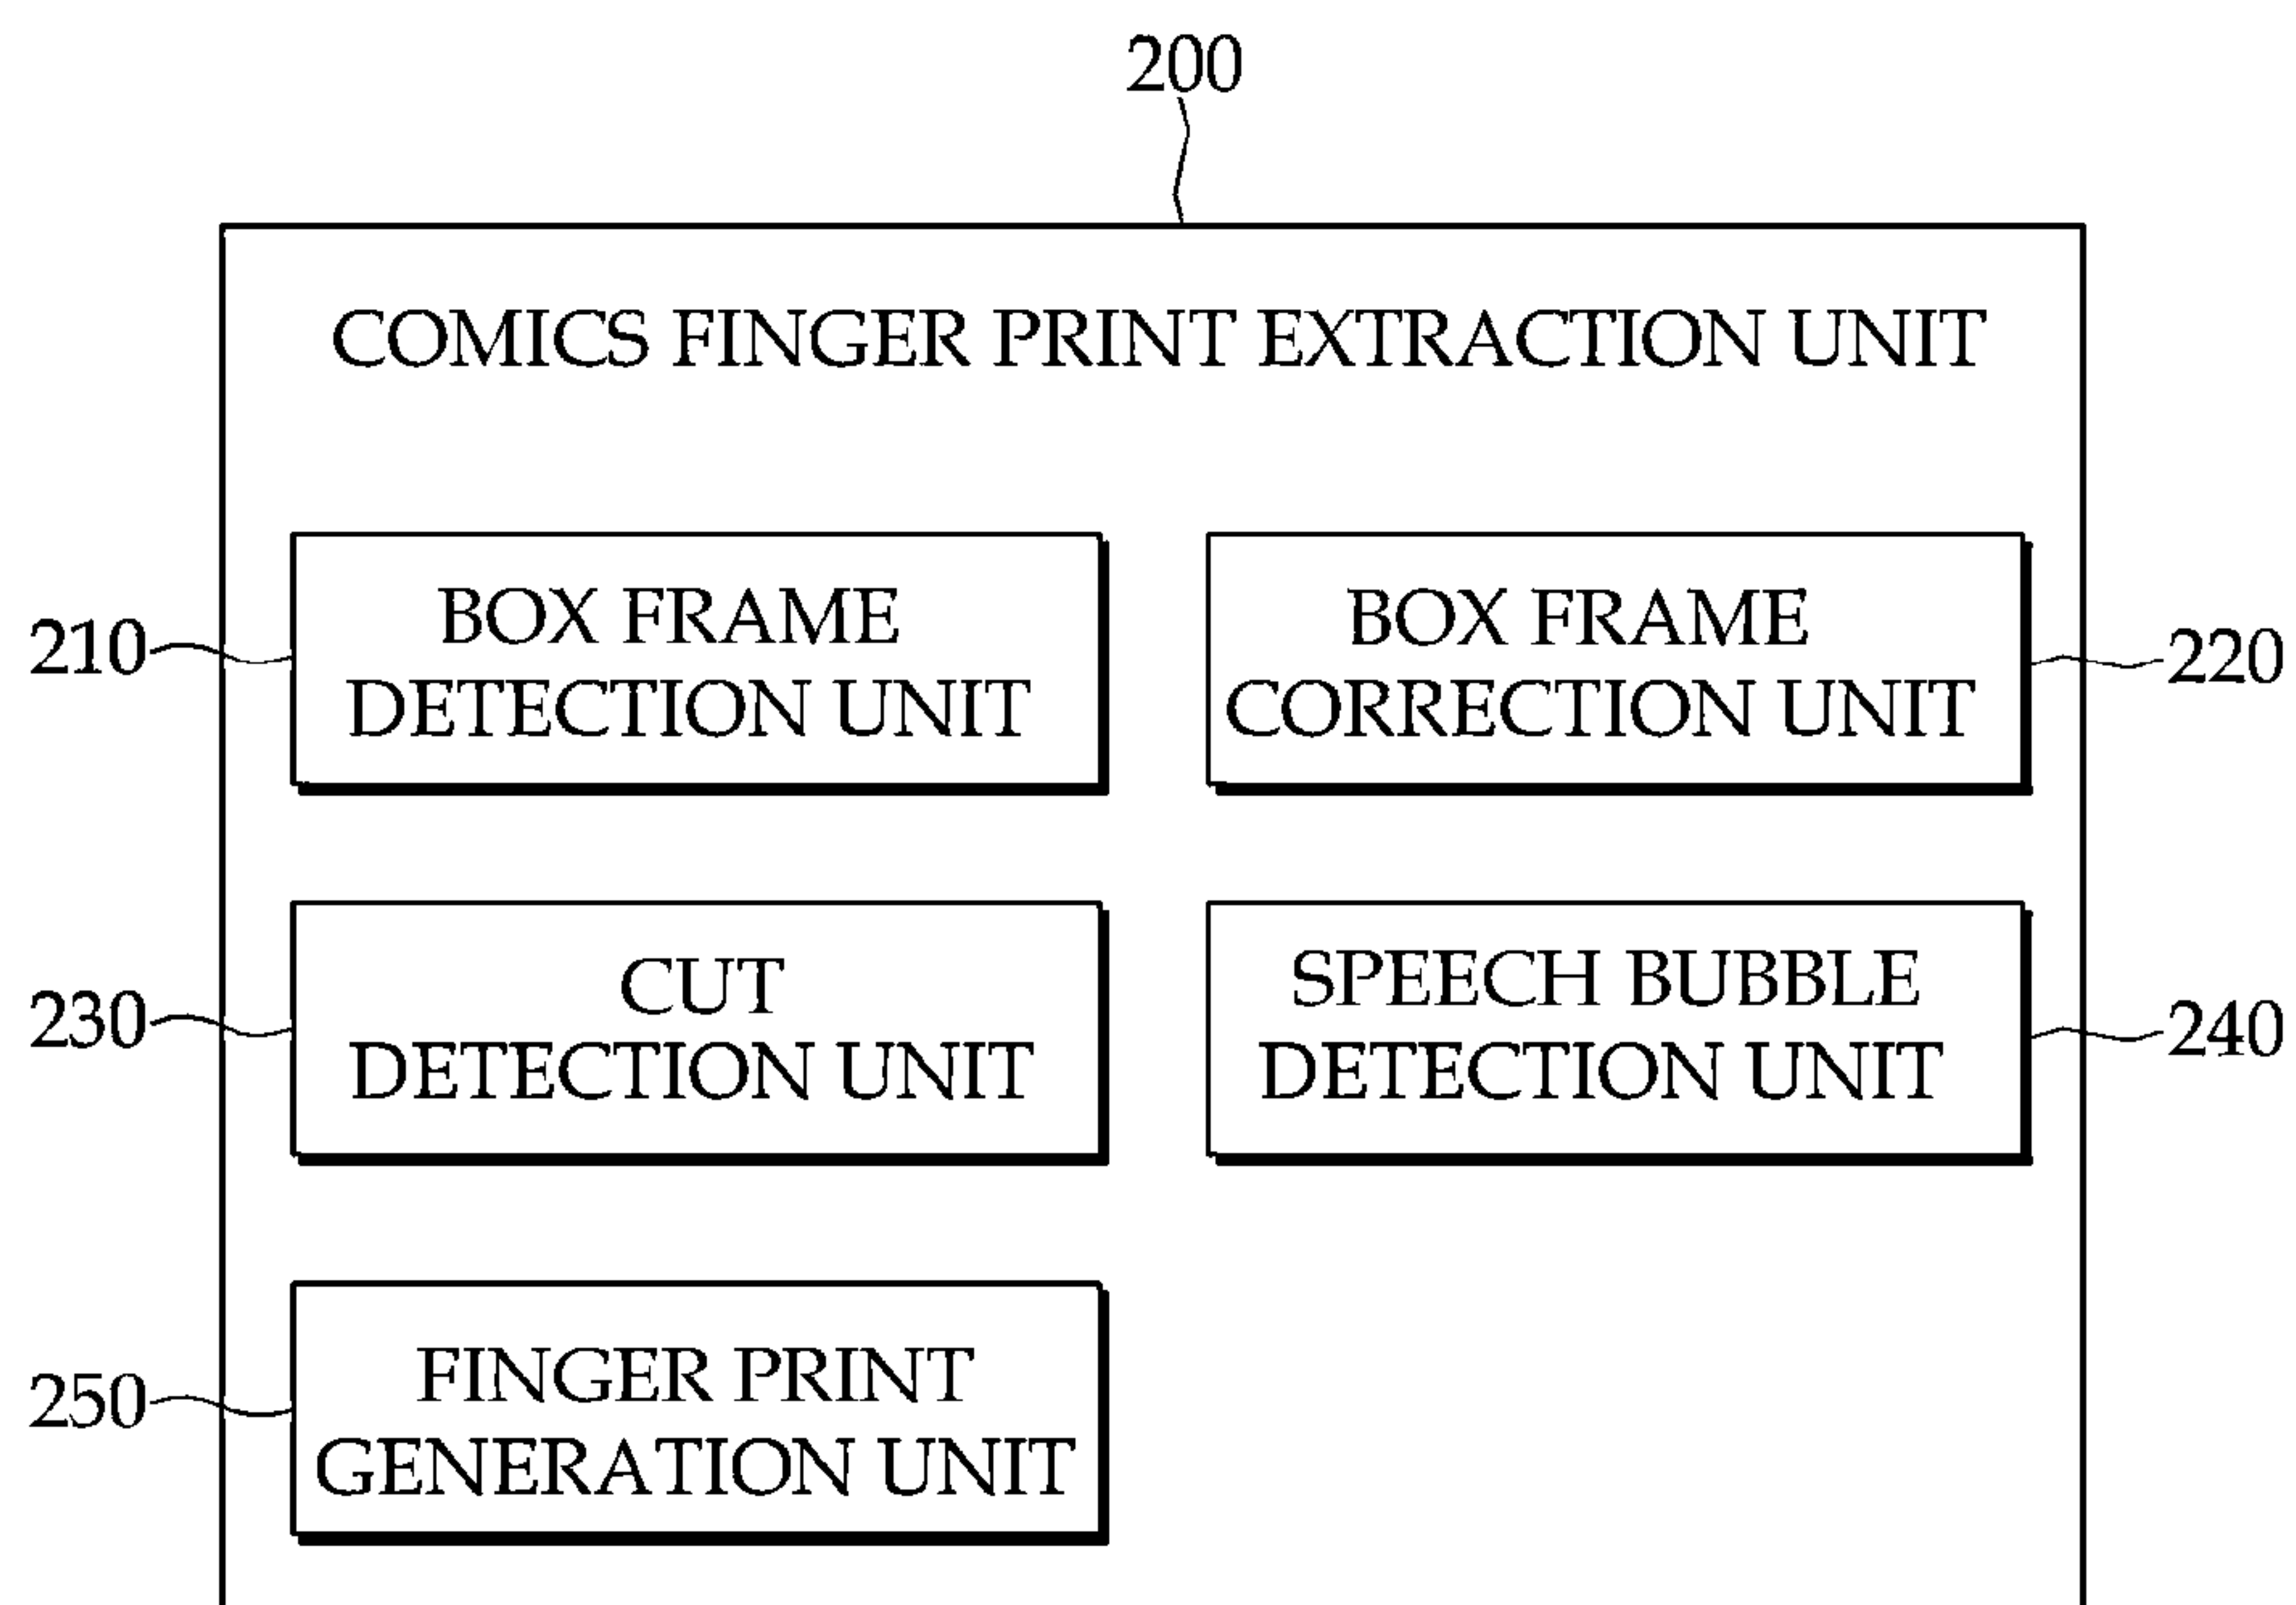 200
COMICS FINGER PRINT EXTRACTION UNIT
210
BOX FRAME
DETECTION UNIT
BOX FRAME
CORRECTION UNIT
220
230
CUT
DETECTION UNIT
SPEECH BUBBLE
DETECTION UNIT
240
250
FINGER PRINT
GENERATION UNIT